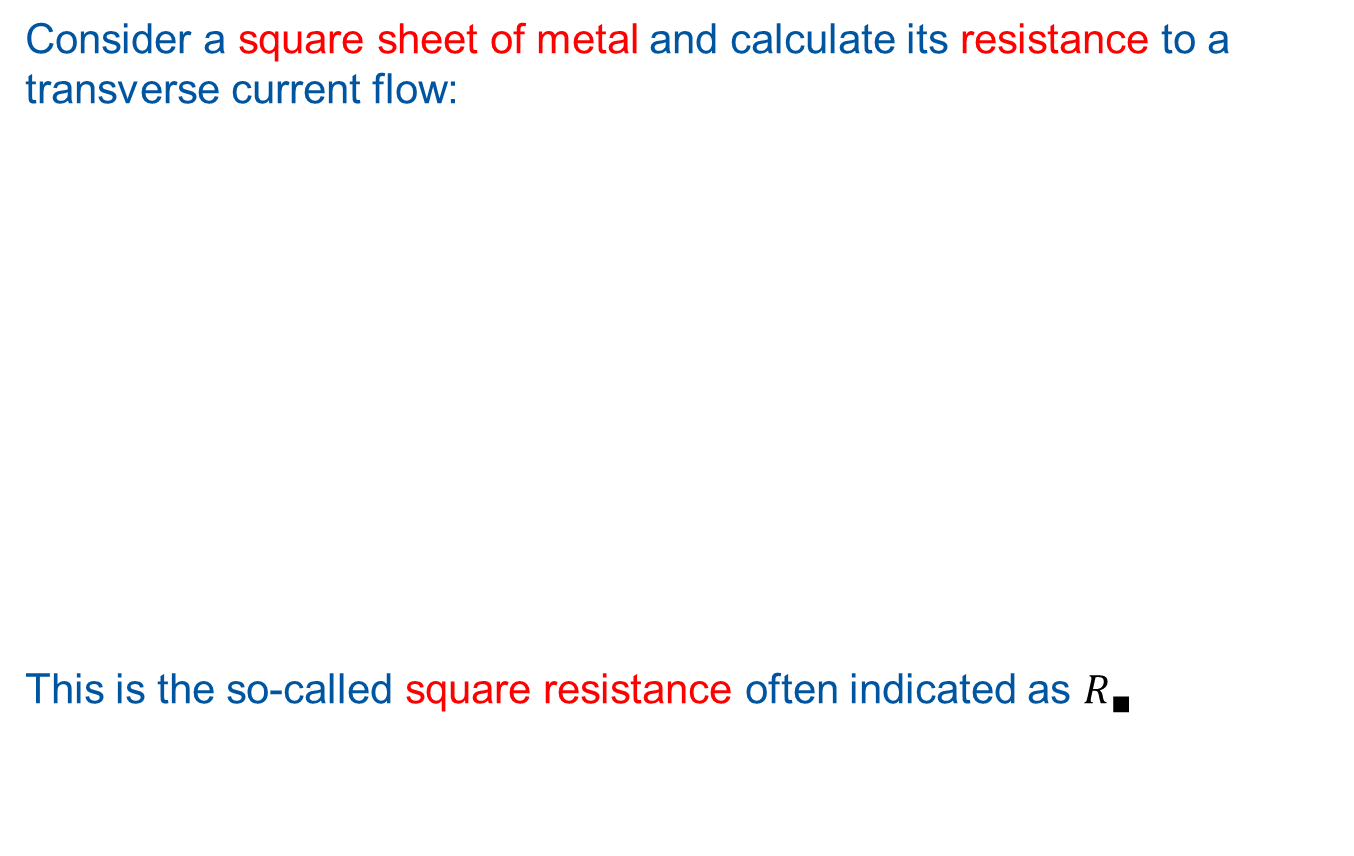 Consider a square sheet of metal and calculate its resistance to a
transverse current flow:
This is the so-called square resistance often indicated as R■